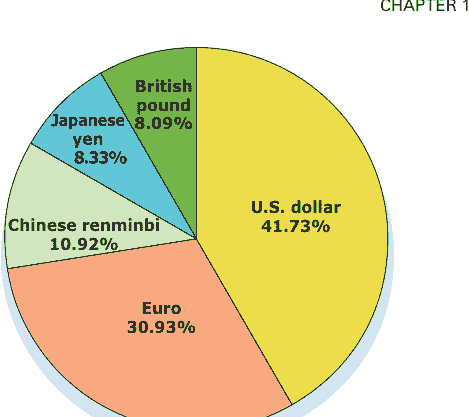 CHAPTER 1
British
pound
8.09%
Japanese
yen
8.33%
U.S. dollar
41.73%
Chinese renminbi
10.92%
Euro
30.93%